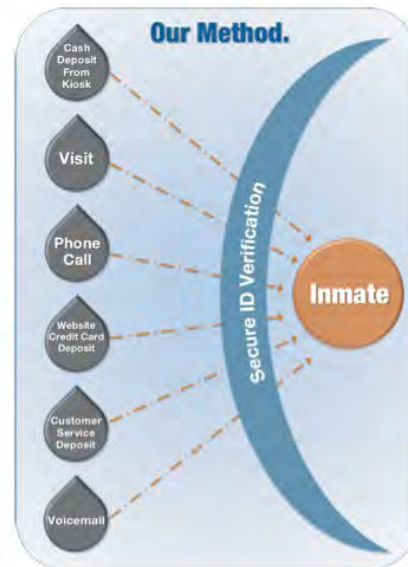 Our Method.
Cash
Deposit
From
Kiosk
Visit
Phone
Call
Website
Credit Card
Deposit
Customer
Service
Deposit
Voicemail
Secure ID Verification
Inmate